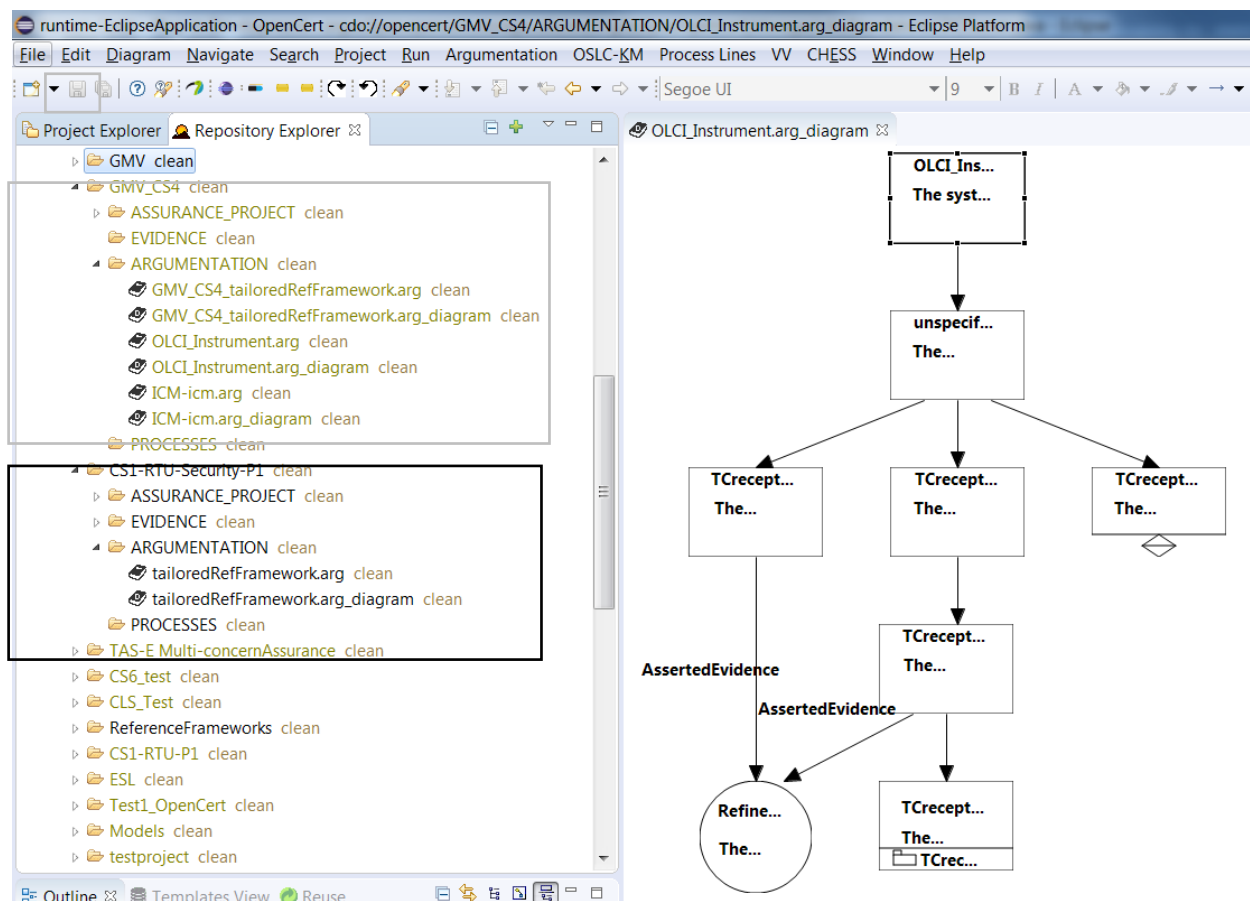 runtime-EclipseApplication - OpenCert - cdo://opencert/GMV_CS4/ARGUMENTATION/OLCI_Instrument.arg_diagram - Eclipse Platform
File Edit Diagram Navigate Search Project Run Argumentation OSLC-KM Process Lines VV CHESS Window Help
Segoe UI 9 B I A
Project Explorer Repository Explorer
OLCI_Instrument.arg_diagram
GMV clean
GMV_CS4 clean
ASSURANCE_PROJECT clean
EVIDENCE clean
ARGUMENTATION clean
GMV_CS4_tailoredRefFramework.arg clean
GMV_CS4_tailoredRefFramework.arg_diagram clean
OLCI_Instrument.arg clean
OLCI_Instrument.arg_diagram clean
ICM-icm.arg clean
ICM-icm.arg_diagram clean
PROCESSES clean
CS1-RTU-Security-P1 clean
ASSURANCE_PROJECT clean
EVIDENCE clean
ARGUMENTATION clean
tailoredRefFramework.arg clean
tailoredRefFramework.arg_diagram clean
PROCESSES clean
TAS-E Multi-concernAssurance clean
CS6_test clean
CLS_Test clean
ReferenceFrameworks clean
CS1-RTU-P1 clean
ESL clean
Test1_OpenCert clean
Models clean
testproject clean
Outline Templates View Reuse
OLCI_Ins...
The syst...
unspecif...
The...
TCrecept...
The...
TCrecept...
The...
TCrecept...
The...
TCrecept...
The...
AssertedEvidence
AssertedEvidence
Refine...
The...
TCrecept...
The...
TCrec...